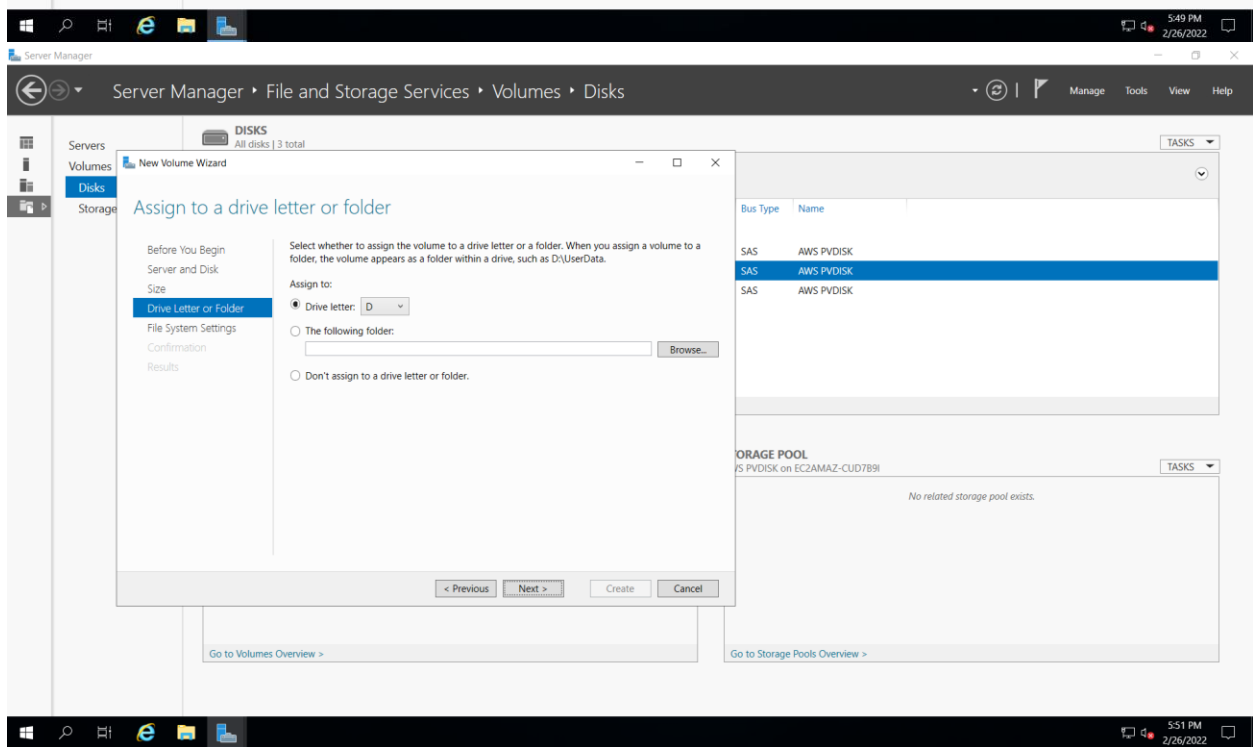 5:49 PM
2/26/2022
Server Manager
Server Manager ‣ File and Storage Services ‣ Volumes ‣ Disks
Manage Tools View Help
Servers
Volumes
Disks
Storage
DISKS
All disks | 3 total
TASKS
New Volume Wizard
Assign to a drive letter or folder
Before You Begin
Server and Disk
Size
Drive Letter or Folder
File System Settings
Confirmation
Results
Select whether to assign the volume to a drive letter or a folder. When you assign a volume to a
folder, the volume appears as a folder within a drive, such as D:\UserData.
Assign to:
Drive letter: D
The following folder:
Browse...
Don't assign to a drive letter or folder.
< Previous Next > Create Cancel
Bus Type Name
SAS AWS PVDISK
SAS AWS PVDISK
SAS AWS PVDISK
ORAGE POOL
VS PVDISK on EC2AMAZ-CUD7B9I
TASKS
No related storage pool exists.
Go to Volumes Overview >
Go to Storage Pools Overview >
5:51 PM
2/26/2022